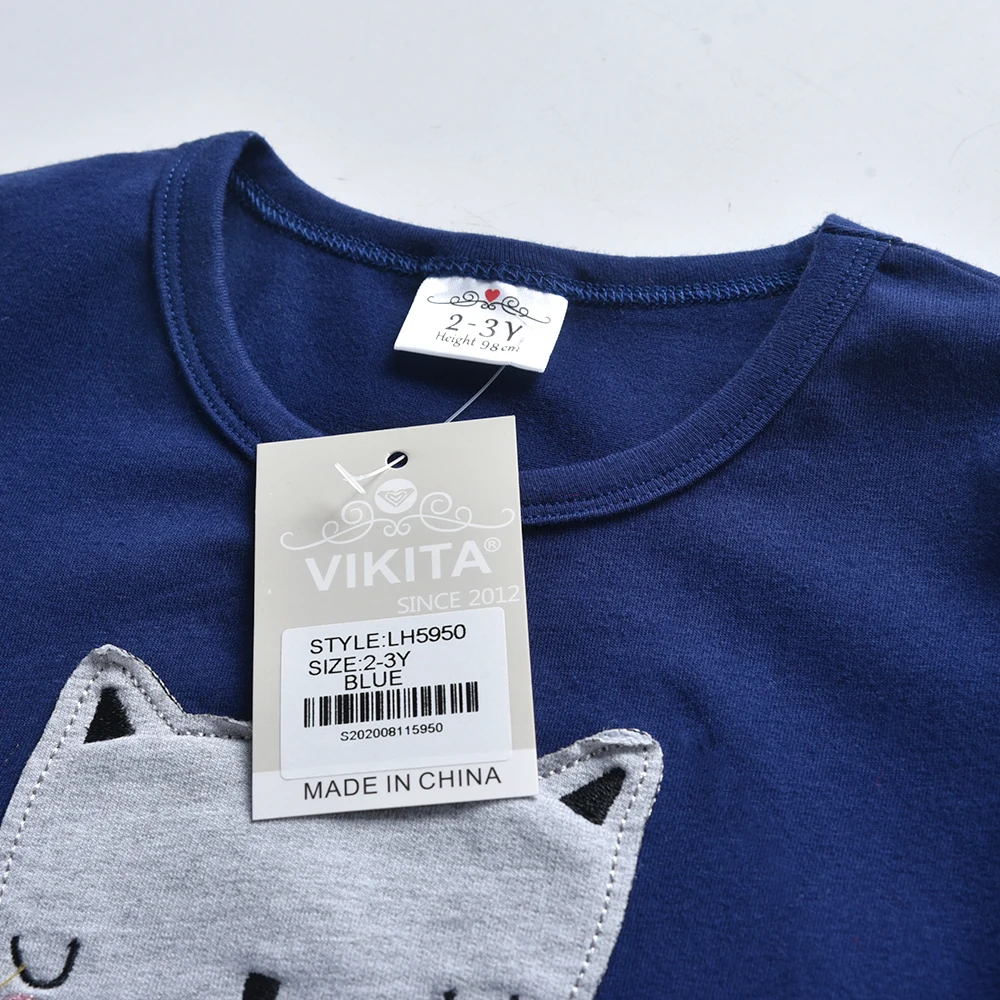 2-3Y
Height 98cm
VIKITA®
SINCE 2012
STYLE:LH5950
SIZE:2-3Y
BLUE
S202008115950
MADE IN CHINA